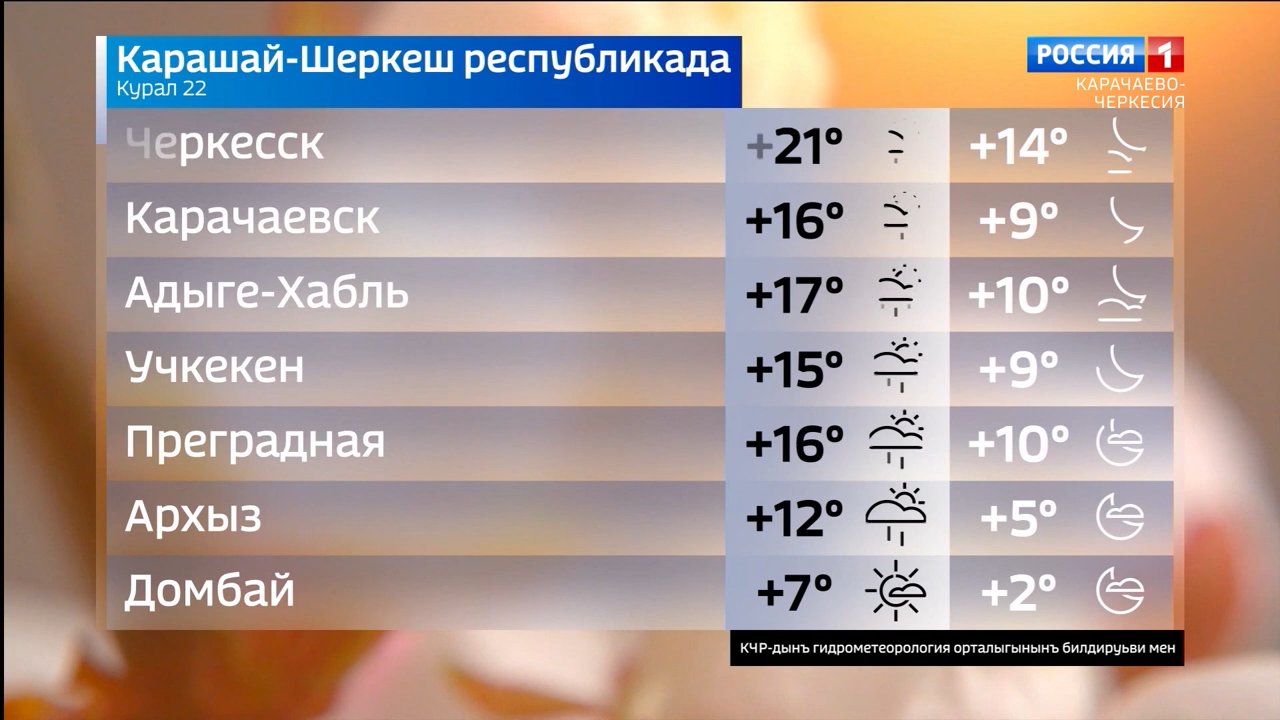 Карашай-Шеркеш республикада
Курал 22
РОССИЯ 1
КАРАЧАЕВО-
ЧЕРКЕСИЯ
Черкесск +21° +14°
Карачаевск +16° +9°
Адыге-Хабль +17° +10°
Учкекен +15° +9°
Преградная +16° +10°
Архыз +12° +5°
Домбай +7° +2°
КЧР-дынъ гидрометеорология орталыгынынъ билдируьви мен